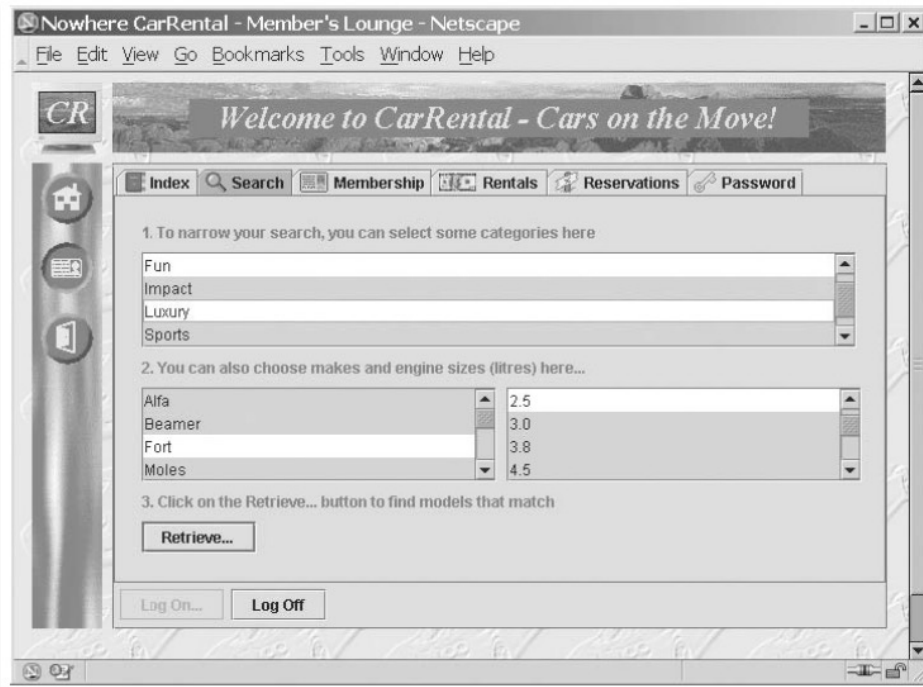 Nowhere CarRental - Member's Lounge - Netscape
File Edit View Go Bookmarks Tools Window Help
CR
Welcome to CarRental - Cars on the Move!
Index Search Membership Rentals Reservations Password
1. To narrow your search, you can select some categories here
Fun
Impact
Luxury
Sports
2. You can also choose makes and engine sizes (litres) here...
Alfa 2.5
Beamer 3.0
Fort 3.8
Moles 4.5
3. Click on the Retrieve... button to find models that match
Retrieve...
Log On... Log Off